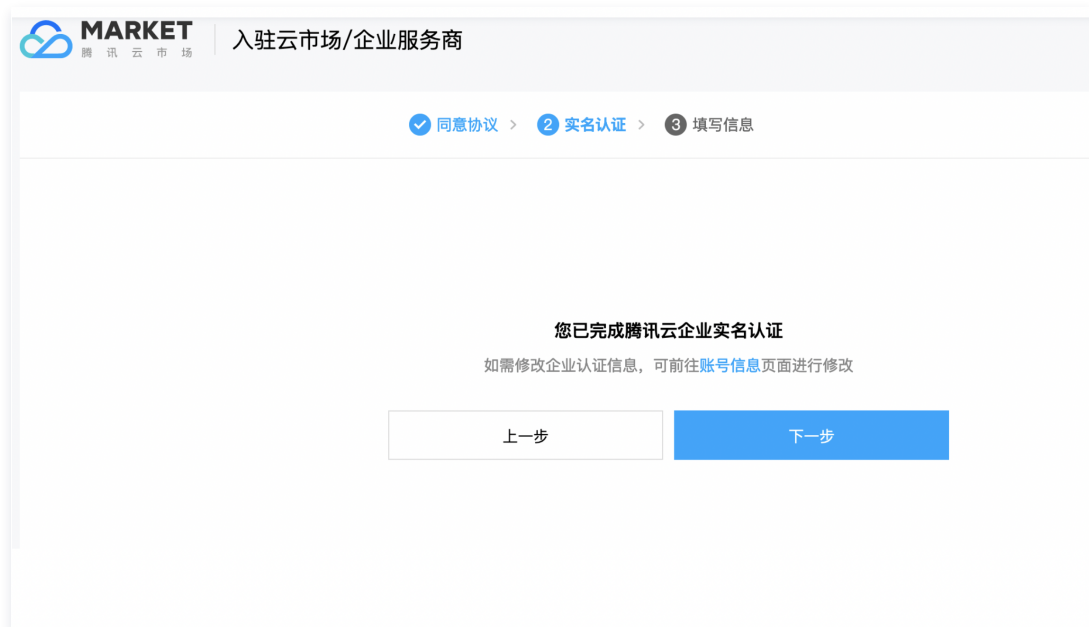 MARKET
腾讯云市场
入驻云市场/企业服务商
同意协议 > 2 实名认证 > 3 填写信息
您已完成腾讯云企业实名认证
如需修改企业认证信息，可前往账号信息页面进行修改
上一步
下一步